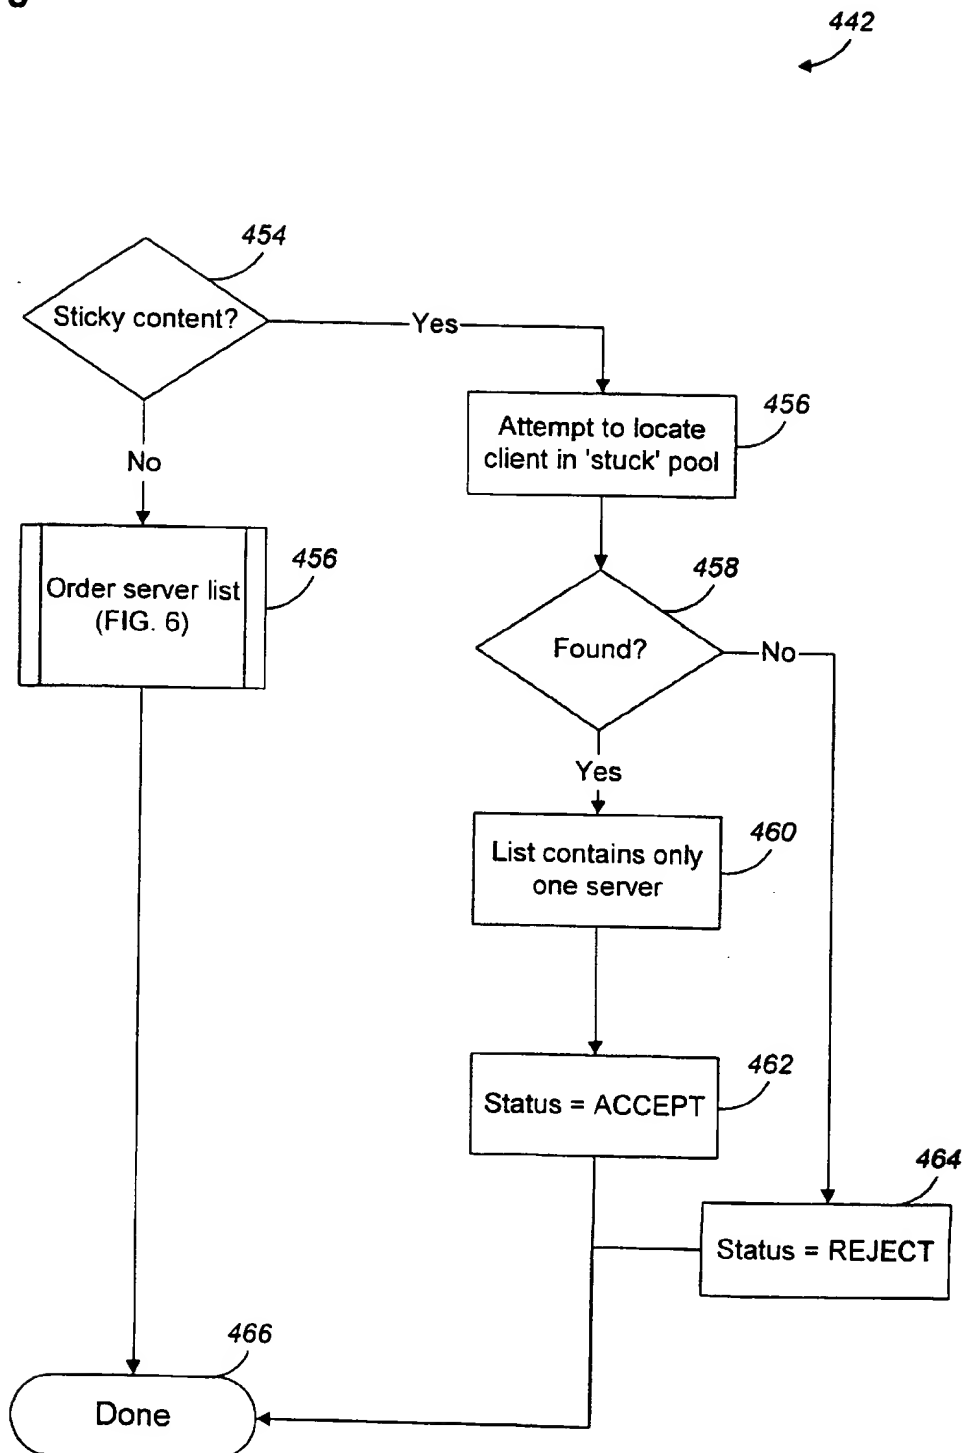 442
454
Sticky content?
Yes
456
Attempt to locate
client in 'stuck' pool
No
456
Order server list
(FIG. 6)
458
Found?
No
Yes
460
List contains only
one server
462
Status = ACCEPT
464
Status = REJECT
466
Done